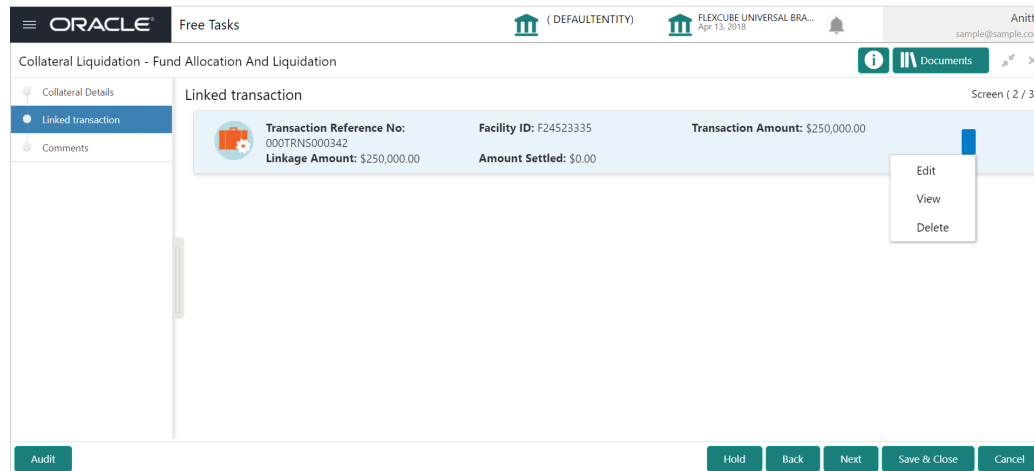 ORACLE
Free Tasks
( DEFAULTENTITY)
FLEXCUBE UNIVERSAL BRA...
Apr 13, 2018
Anitt
sample@sample.co
Collateral Liquidation - Fund Allocation And Liquidation
Documents
Collateral Details
Linked transaction
Comments
Linked transaction
Screen ( 2 / 3
Transaction Reference No:
000TRNS000342
Facility ID: F24523335
Transaction Amount: $250,000.00
Linkage Amount: $250,000.00
Amount Settled: $0.00
Edit
View
Delete
Audit
Hold
Back
Next
Save & Close
Cancel